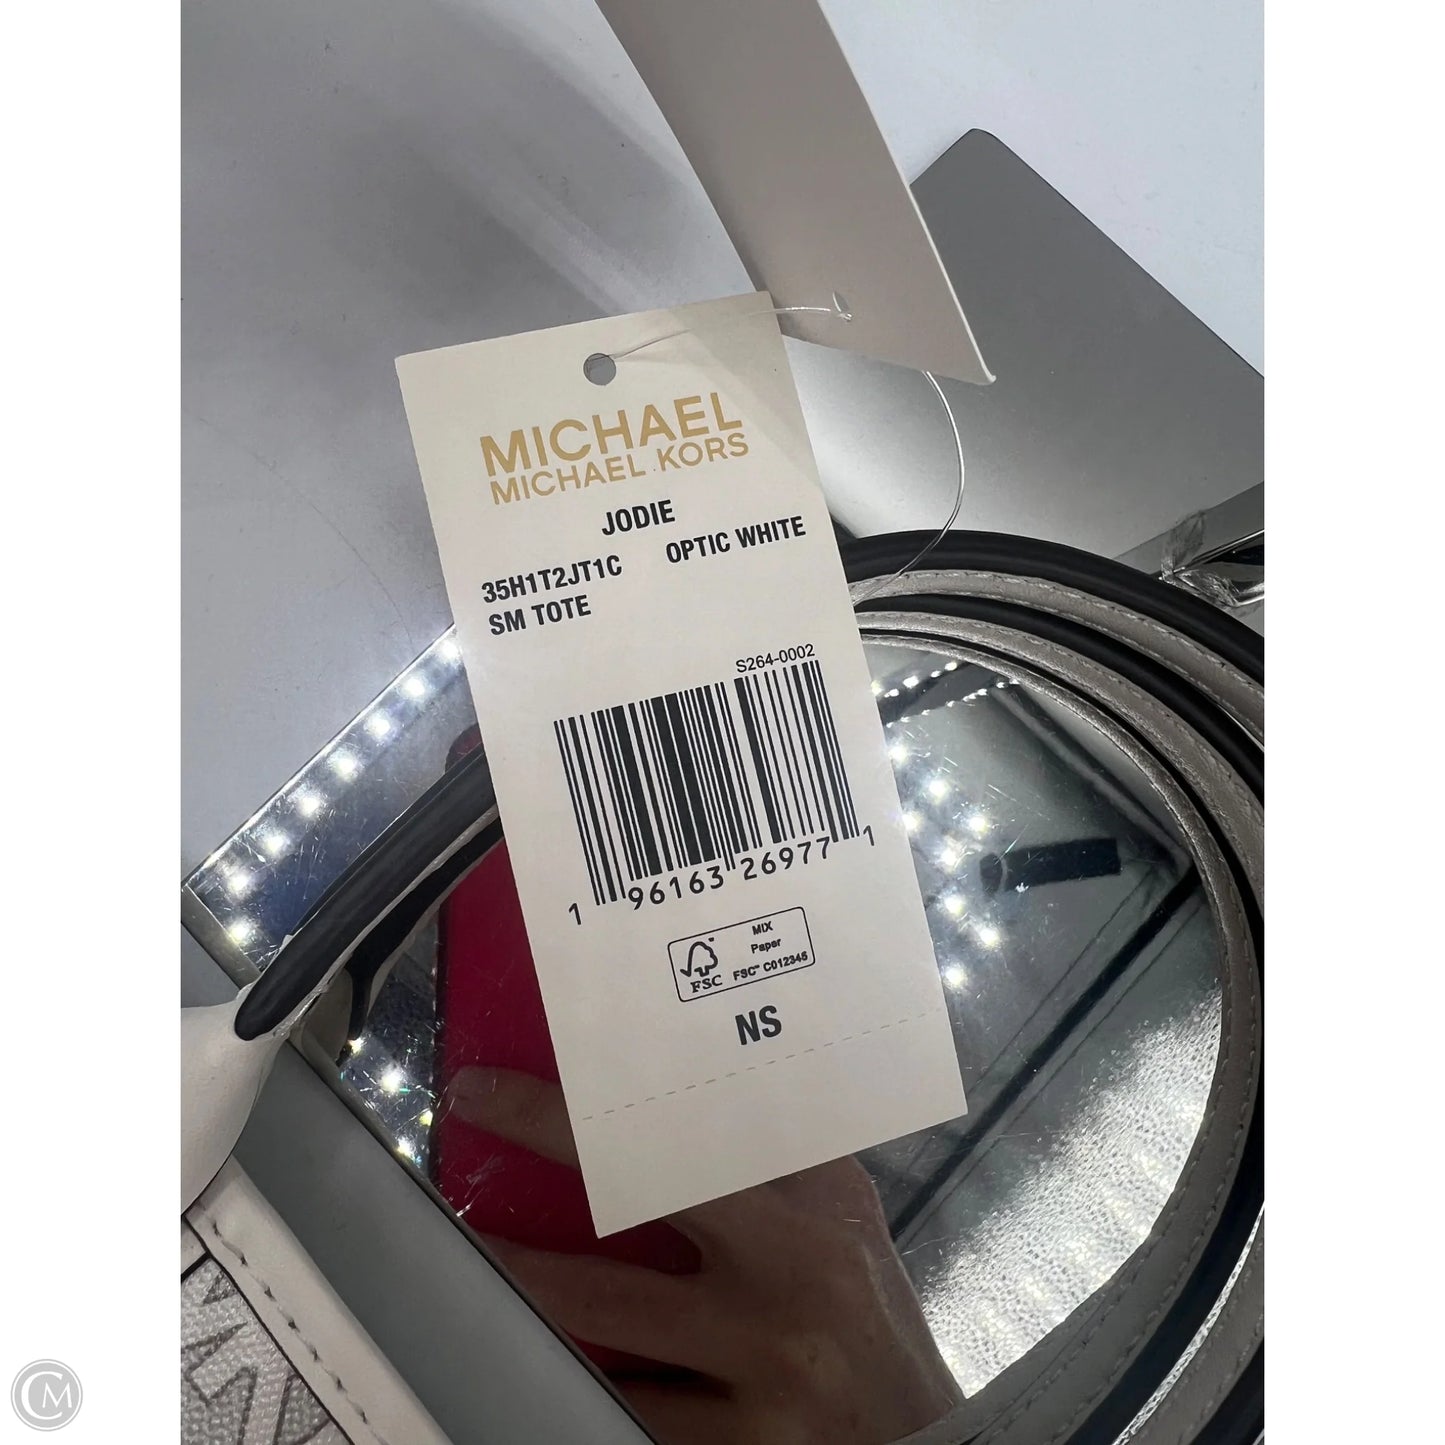 MICHAEL
MICHAEL KORS
JODIE
35H1T2JT1C OPTIC WHITE
SM TOTE
S264-0002
1 96163 26977 1
FSC
MIX
Paper
FSC™ C012345
NS
CM